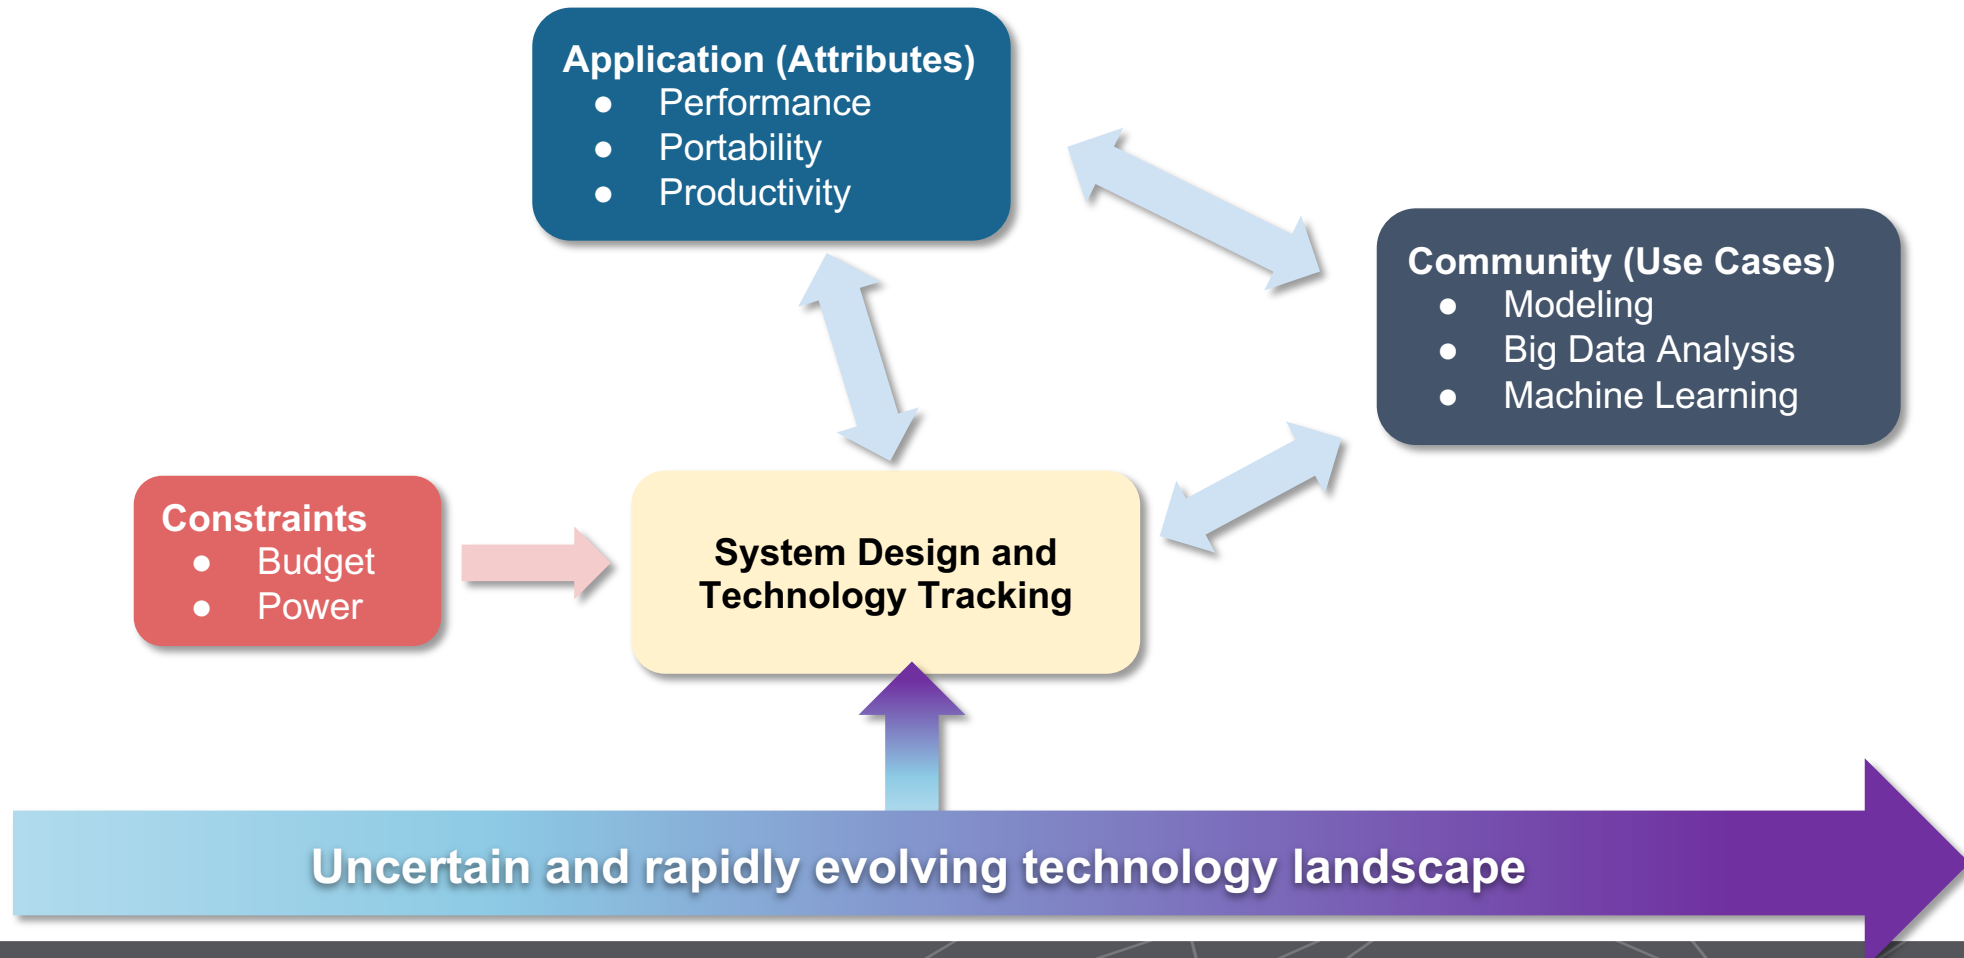 Application (Attributes)
● Performance
● Portability
● Productivity
Community (Use Cases)
● Modeling
● Big Data Analysis
● Machine Learning
Constraints
● Budget
● Power
System Design and
Technology Tracking
Uncertain and rapidly evolving technology landscape